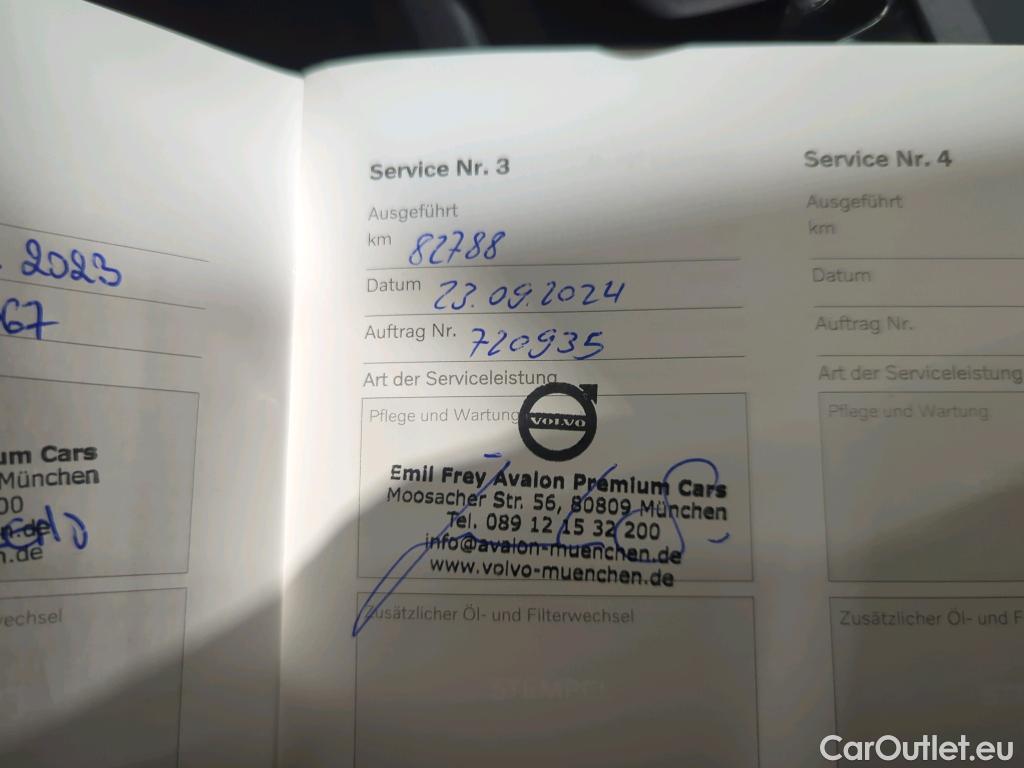 . 2023
67
um Cars
München
00
n.de
n.de
wechsel
Service Nr. 3
Ausgeführt
km 82788
Datum 23.09.2024
Auftrag Nr. 720935
Art der Serviceleistung
Pflege und Wartung
VOLVO
Emil Frey Avalon Premium Cars
Moosacher Str. 56, 80809 München
Tel. 089 12 15 32 200
info@avalon-muenchen.de
www.volvo-muenchen.de
Zusätzlicher Öl- und Filterwechsel
STEMPEL
Service Nr. 4
Ausgeführt
km
Datum
Auftrag Nr.
Art der Serviceleistung
Pflege und Wartung
Zusätzlicher Öl- und F
CarOutlet.eu